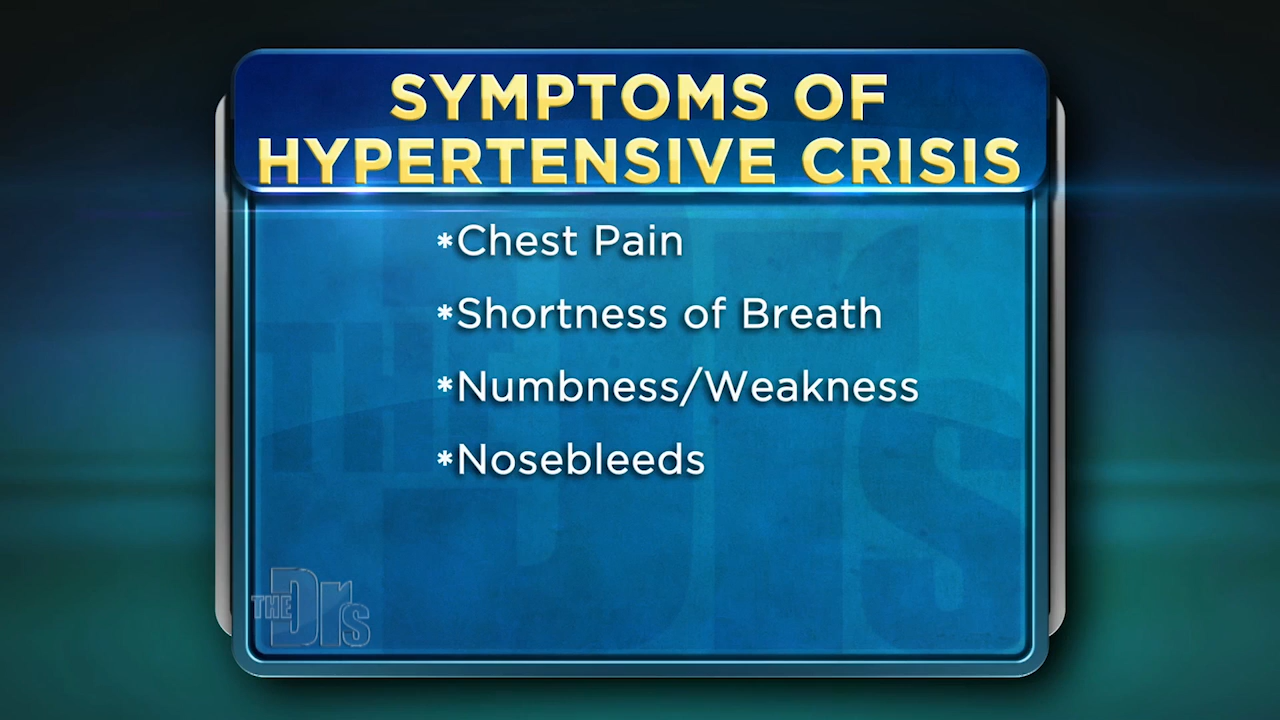 SYMPTOMS OF
HYPERTENSIVE CRISIS
*Chest Pain
*Shortness of Breath
*Numbness/Weakness
*Nosebleeds
THE Drs